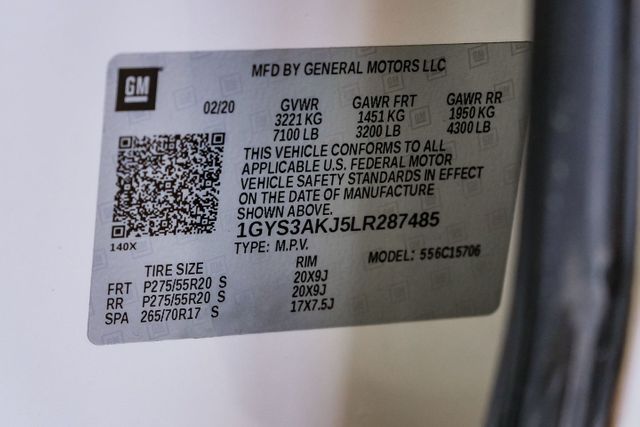 GM
MFD BY GENERAL MOTORS LLC
02/20 GVWR GAWR FRT GAWR RR
3221 KG 1451 KG 1950 KG
7100 LB 3200 LB 4300 LB
THIS VEHICLE CONFORMS TO ALL
APPLICABLE U.S. FEDERAL MOTOR
VEHICLE SAFETY STANDARDS IN EFFECT
ON THE DATE OF MANUFACTURE
SHOWN ABOVE.
1GYS3AKJ5LR287485
140X
TYPE: M.P.V. MODEL: 556C15706
TIRE SIZE RIM
FRT P275/55R20 S 20X9J
RR P275/55R20 S 20X9J
SPA 265/70R17 S 17X7.5J